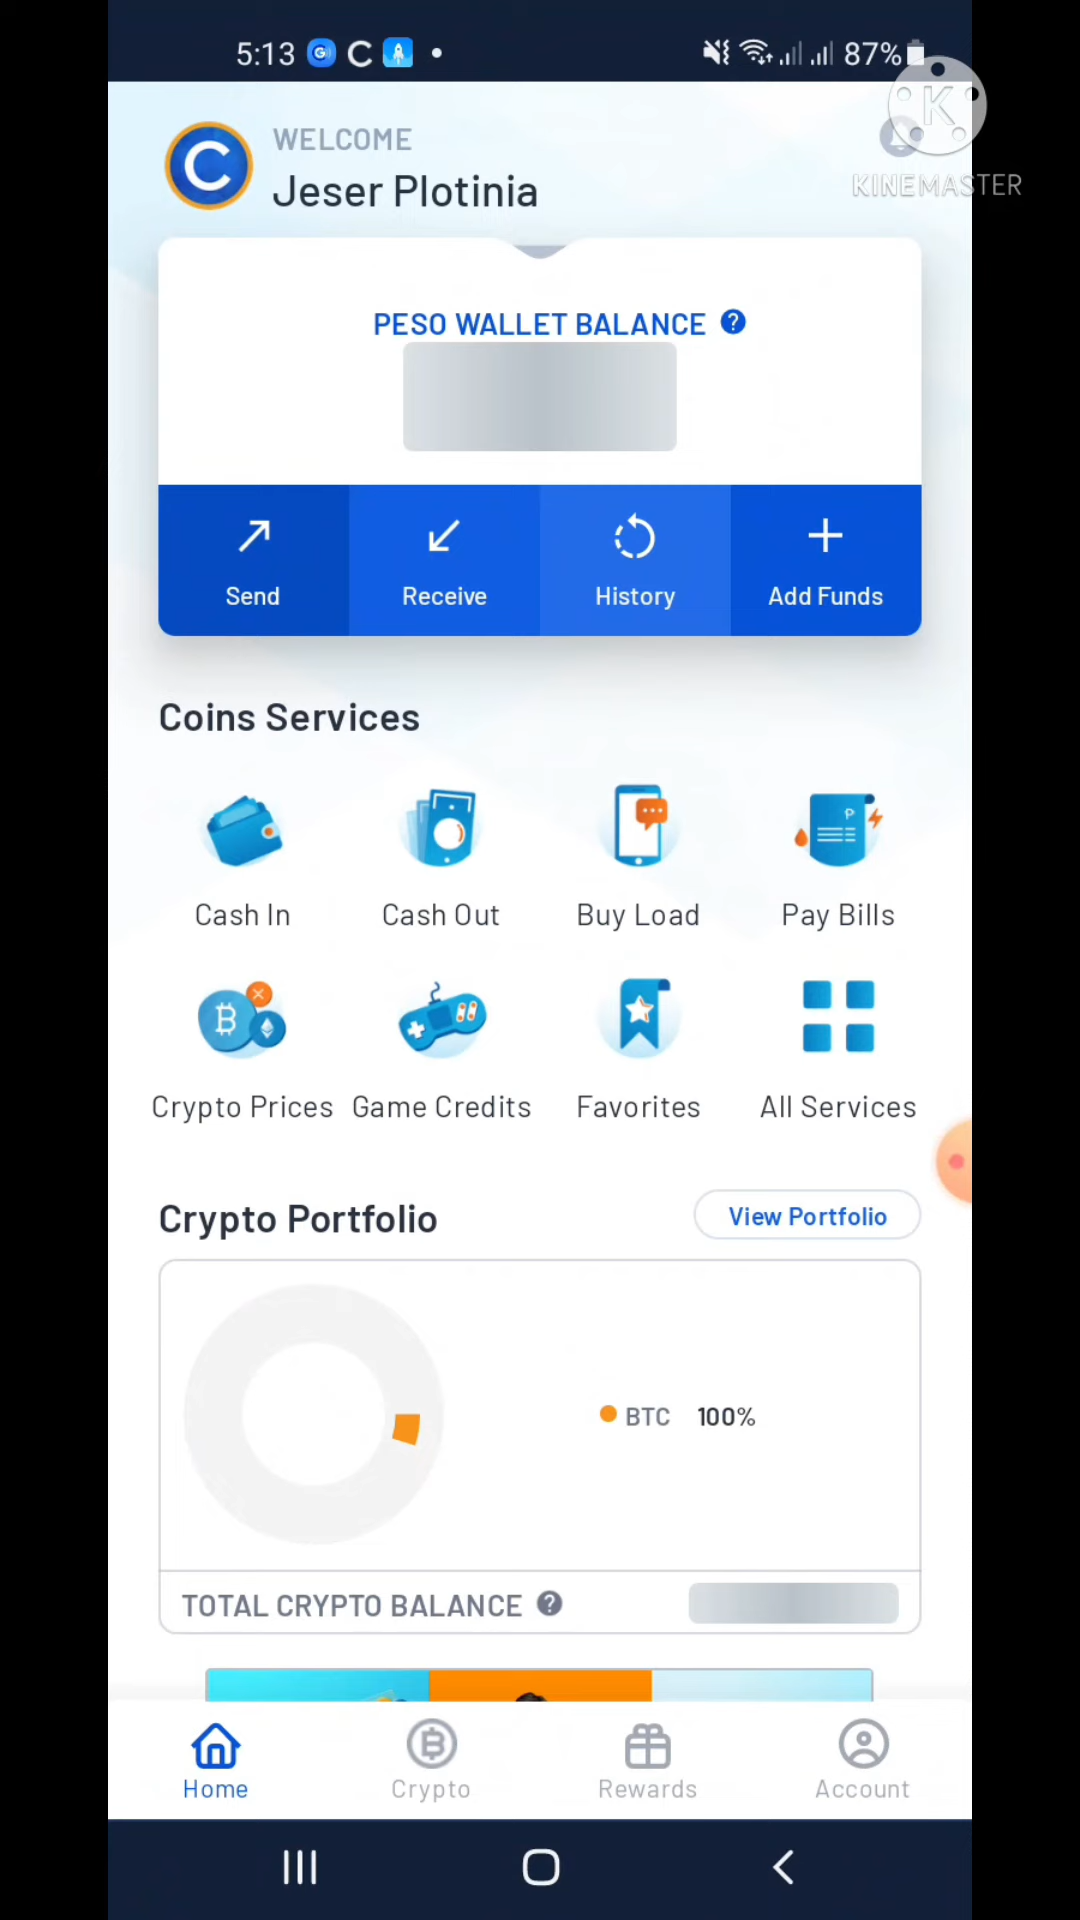 5:13
87%
KINEMASTER
WELCOME
Jeser Plotinia
PESO WALLET BALANCE
Send
Receive
History
Add Funds
Coins Services
Cash In
Cash Out
Buy Load
Pay Bills
Crypto Prices
Game Credits
Favorites
All Services
Crypto Portfolio
View Portfolio
BTC 100%
TOTAL CRYPTO BALANCE
Home
Crypto
Rewards
Account